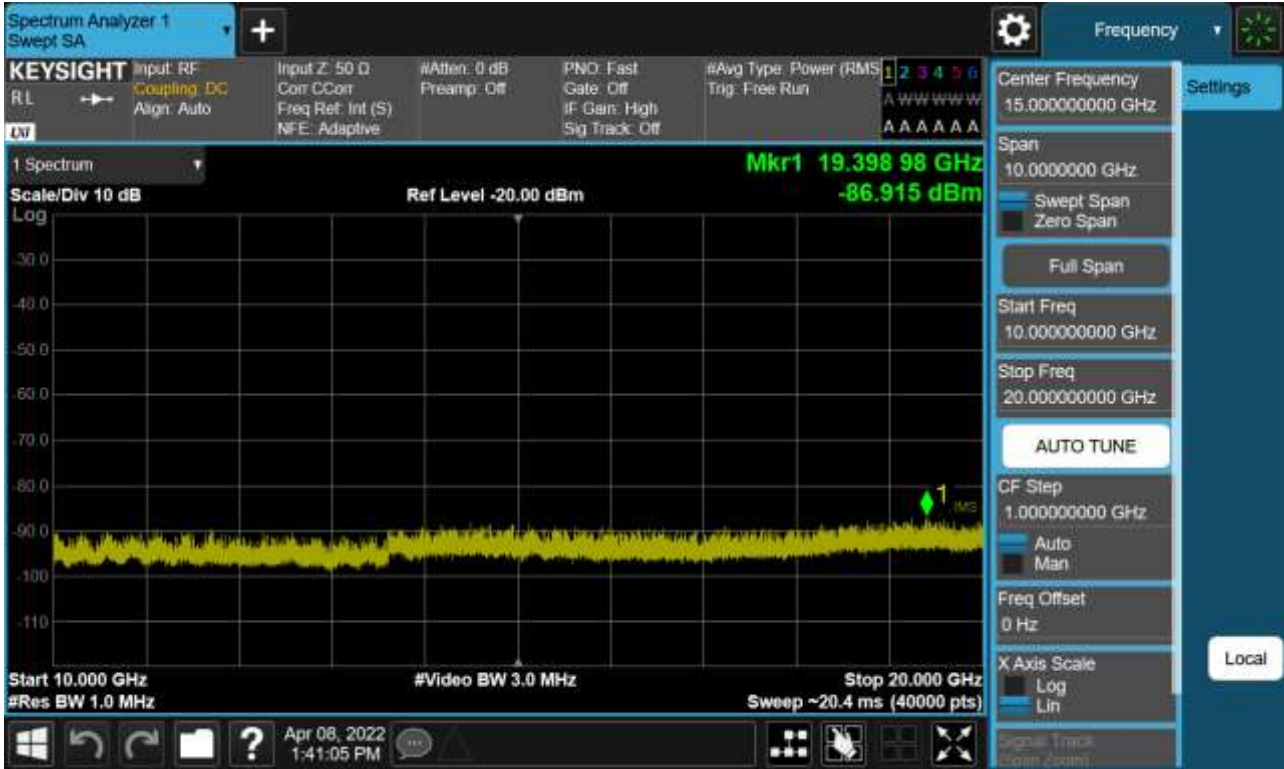 Spectrum Analyzer 1
Swept SA
+
Frequency
KEYSIGHT
RL
LXI
Input: RF
Coupling: DC
Align: Auto
Input Z: 50 Ω
Corr CCorr
Freq Ref: Int (S)
NFE: Adaptive
#Atten: 0 dB
Preamp: Off
PNO: Fast
Gate: Off
IF Gain: High
Sig Track: Off
#Avg Type: Power (RMS
Trig: Free Run
1 2 3 4 5 6
A W W W W W
A A A A A A
1 Spectrum
Scale/Div 10 dB
Ref Level -20.00 dBm
Mkr1 19.398 98 GHz
-86.915 dBm
Log
-30.0
-40.0
-50.0
-60.0
-70.0
-80.0
-90.0
-100
-110
1
Start 10.000 GHz
#Video BW 3.0 MHz
Stop 20.000 GHz
#Res BW 1.0 MHz
Sweep ~20.4 ms (40000 pts)
?
Apr 08, 2022
1:41:05 PM
Center Frequency
15.000000000 GHz
Span
10.0000000 GHz
Swept Span
Zero Span
Full Span
Start Freq
10.000000000 GHz
Stop Freq
20.000000000 GHz
AUTO TUNE
CF Step
1.000000000 GHz
Auto
Man
Freq Offset
0 Hz
X Axis Scale
Log
Lin
Signal Track
(Span Zoom)
Settings
Local